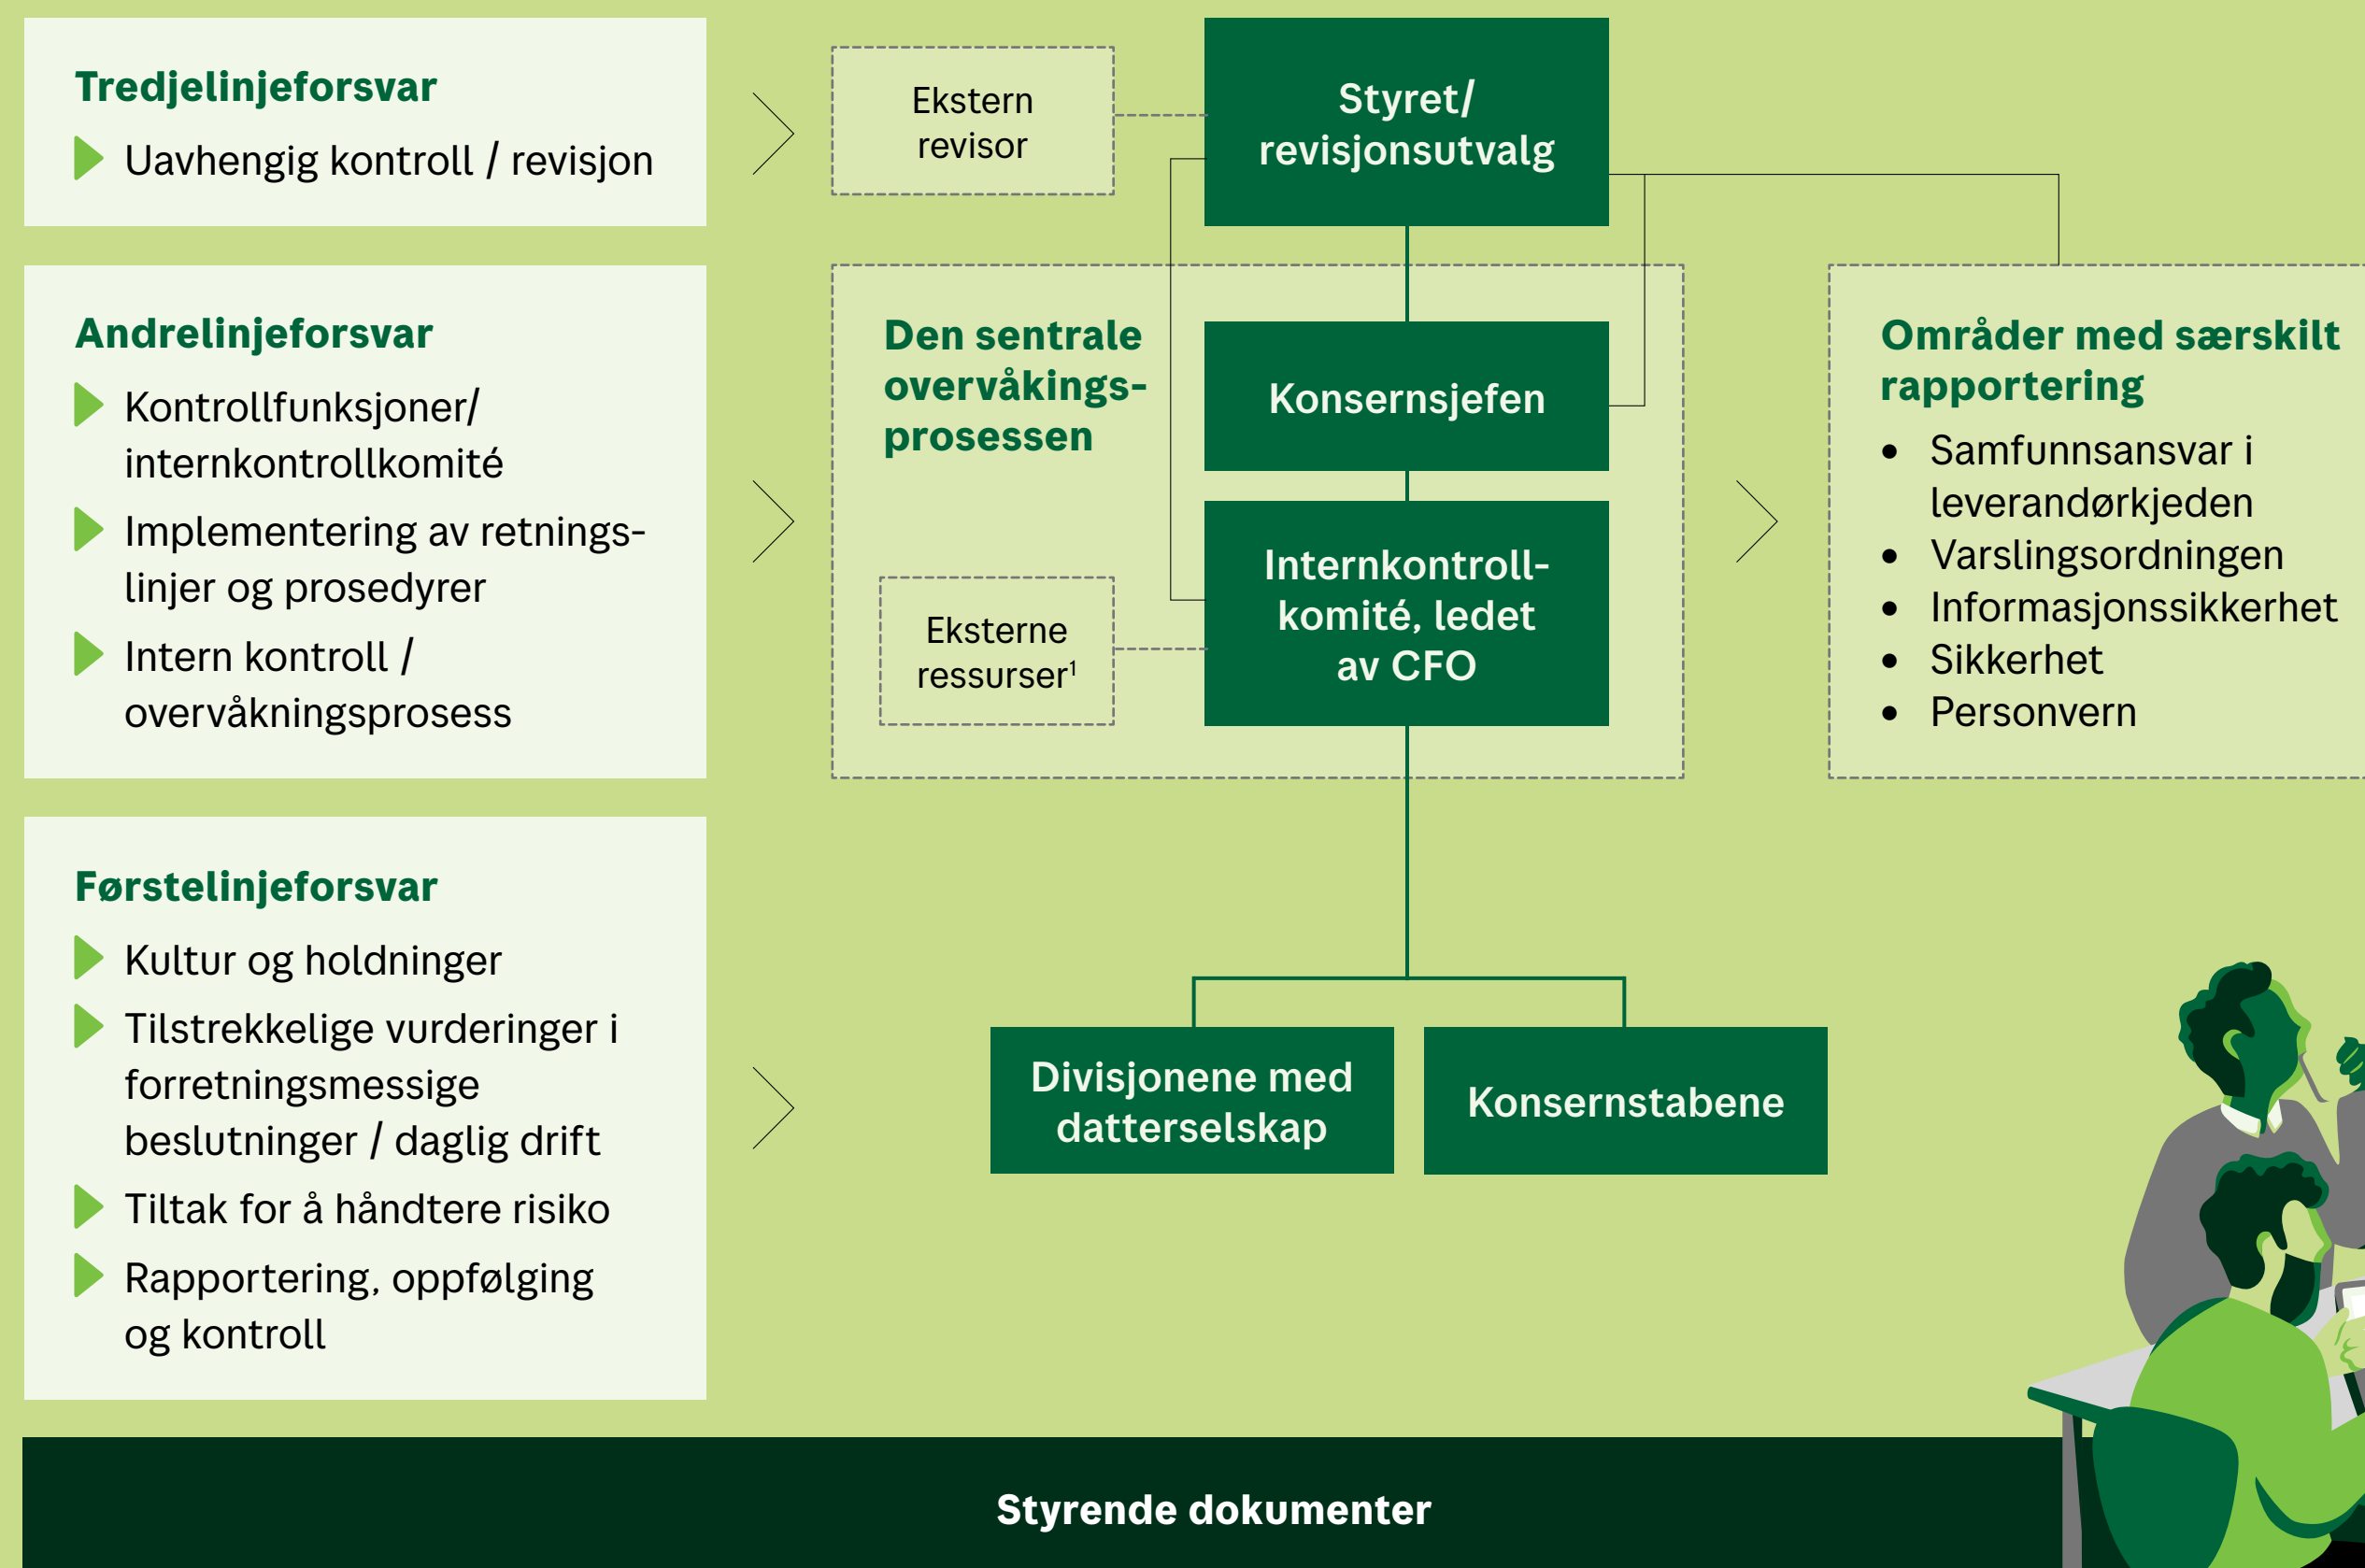 Tredjelinjeforsvar
Uavhengig kontroll / revisjon
Ekstern
revisor
Styret/
revisjonsutvalg
Andrelinjeforsvar
Kontrollfunksjoner/
internkontrollkomité
Implementering av retnings-
linjer og prosedyrer
Intern kontroll /
overvåkningsprosess
Den sentrale
overvåkings-
prosessen
Konsernsjefen
Eksterne
ressurser¹
Internkontroll-
komité, ledet
av CFO
Områder med særskilt
rapportering
• Samfunnsansvar i
leverandørkjeden
• Varslingsordningen
• Informasjonssikkerhet
• Sikkerhet
• Personvern
Førstelinjeforsvar
Kultur og holdninger
Tilstrekkelige vurderinger i
forretningsmessige
beslutninger / daglig drift
Tiltak for å håndtere risiko
Rapportering, oppfølging
og kontroll
Divisjonene med
datterselskap
Konsernstabene
Styrende dokumenter